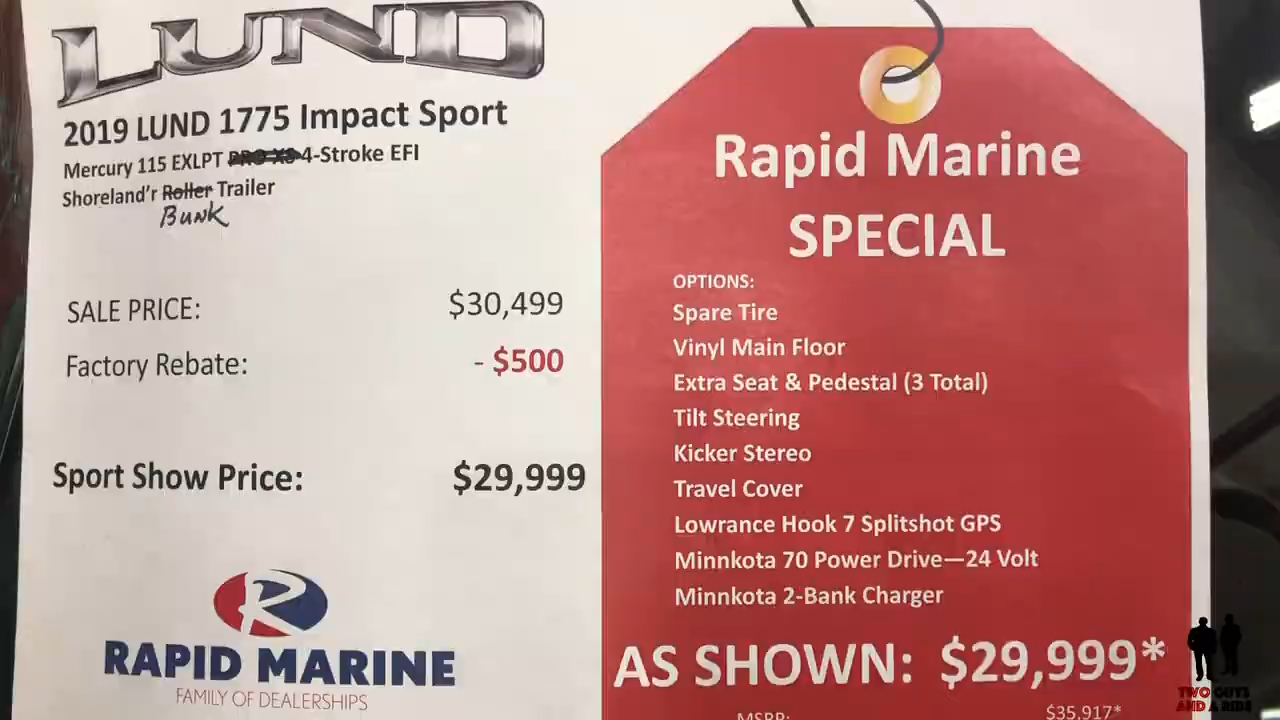 LUND
2019 LUND 1775 Impact Sport
Mercury 115 EXLPT PRO XS 4-Stroke EFI
Shoreland'r Roller Trailer
Bunk
SALE PRICE: $30,499
Factory Rebate: - $500
Sport Show Price: $29,999
R
RAPID MARINE
FAMILY OF DEALERSHIPS
Rapid Marine
SPECIAL
OPTIONS:
Spare Tire
Vinyl Main Floor
Extra Seat & Pedestal (3 Total)
Tilt Steering
Kicker Stereo
Travel Cover
Lowrance Hook 7 Splitshot GPS
Minnkota 70 Power Drive—24 Volt
Minnkota 2-Bank Charger
AS SHOWN: $29,999*
MSRP: $35,917*
TWO GUYS
AND A RIDE